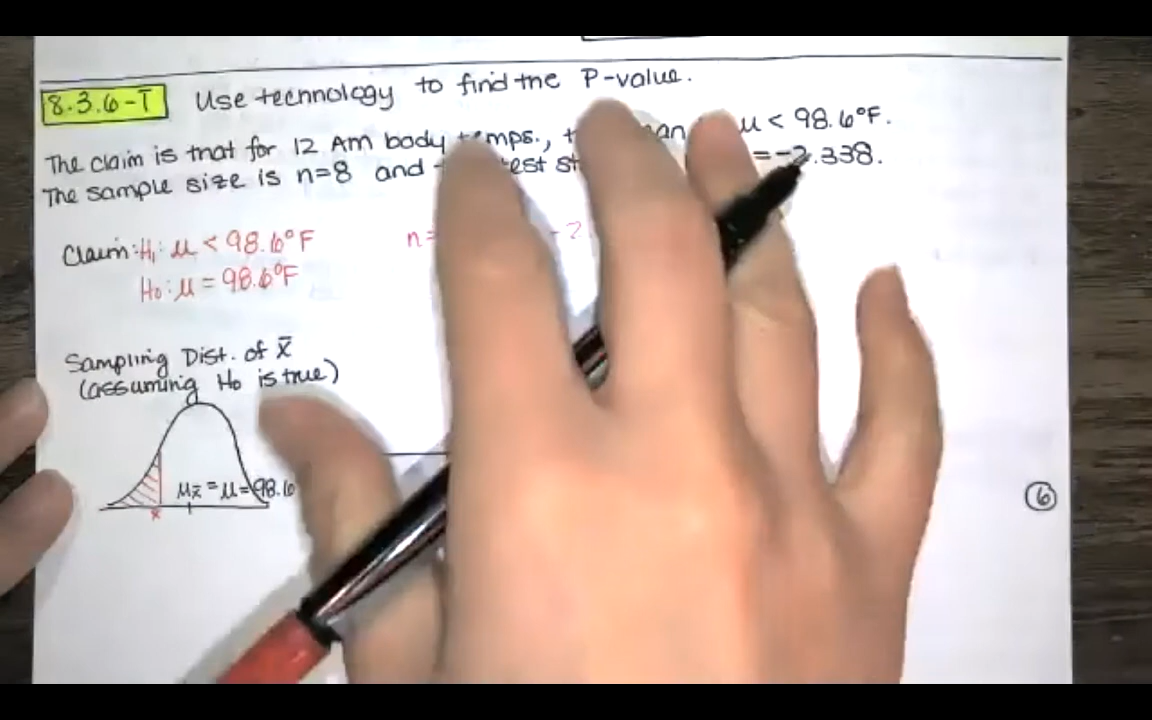 8.3.6-T Use technology to find the P-value.
The claim is that for 12 AM body temps., μ < 98.6°F.
The sample size is n=8 and test = -2.338.
Claim: H₁: μ < 98.6°F n= -2
H₀: μ = 98.6°F
Sampling Dist. of x̄
(assuming H₀ is true)
μx̄ = μ = 98.6
x
6